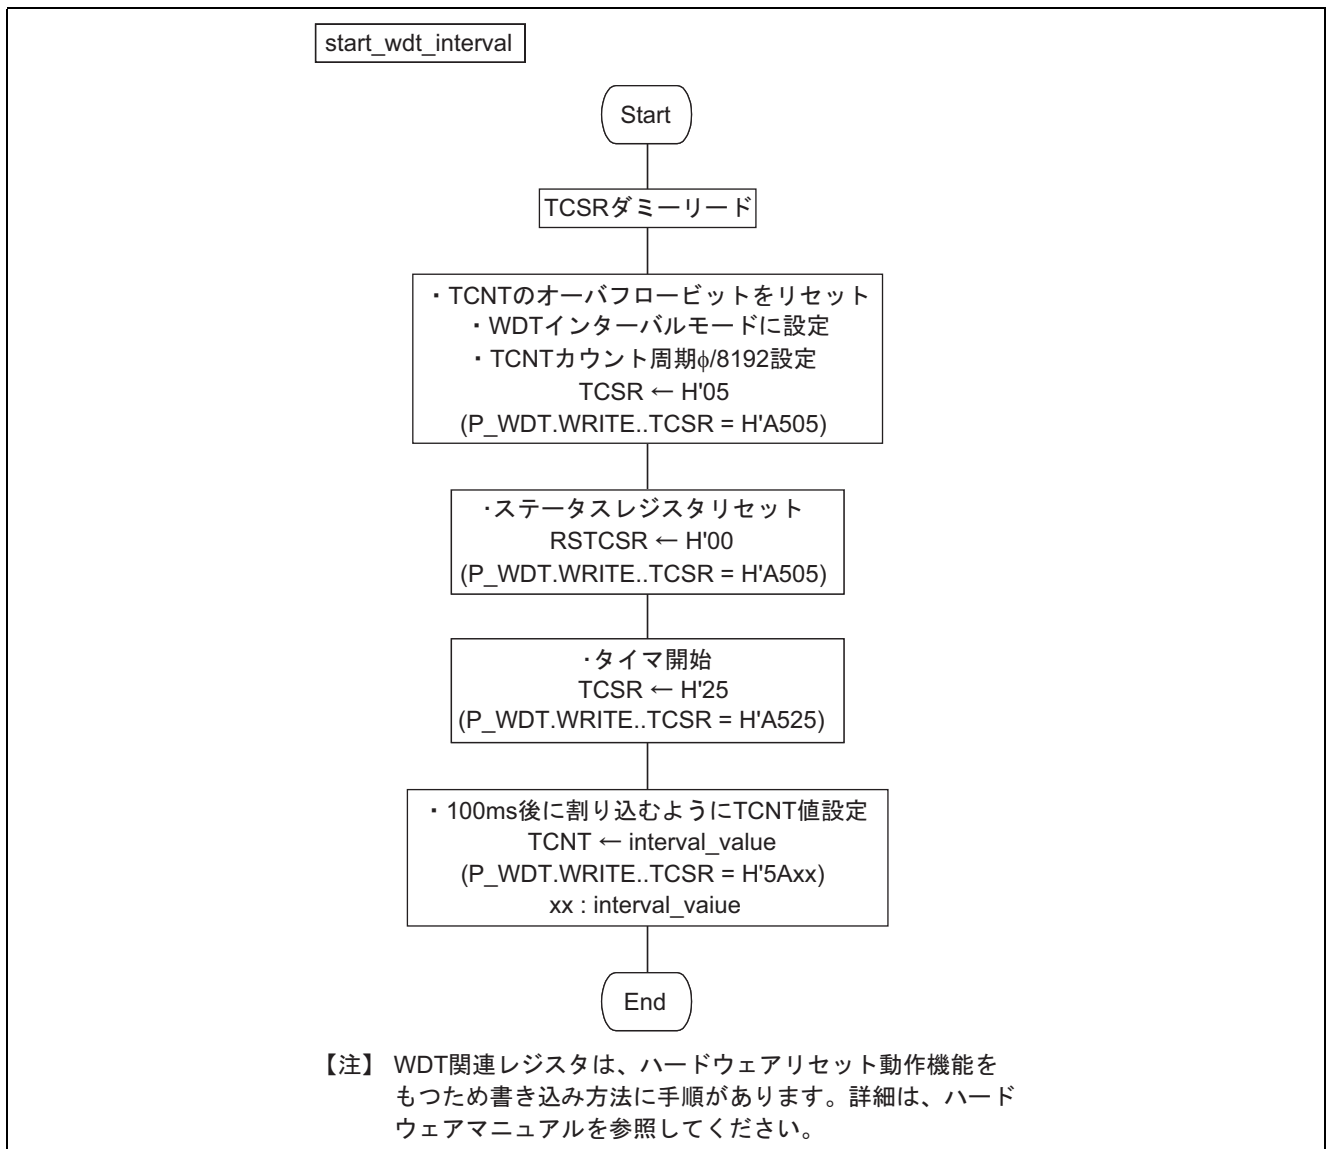 start_wdt_interval
Start
TCSRダミーリード
・TCNTのオーバフロービットをリセット
・WDTインターバルモードに設定
・TCNTカウント周期φ/8192設定
TCSR ← H'05
(P_WDT.WRITE..TCSR = H'A505)
・ステータスレジスタリセット
RSTCSR ← H'00
(P_WDT.WRITE..TCSR = H'A505)
・タイマ開始
TCSR ← H'25
(P_WDT.WRITE..TCSR = H'A525)
・100ms後に割り込むようにTCNT値設定
TCNT ← interval_value
(P_WDT.WRITE..TCSR = H'5Axx)
xx : interval_vaiue
End
【注】 WDT関連レジスタは、ハードウェアリセット動作機能を
もつため書き込み方法に手順があります。詳細は、ハード
ウェアマニュアルを参照してください。